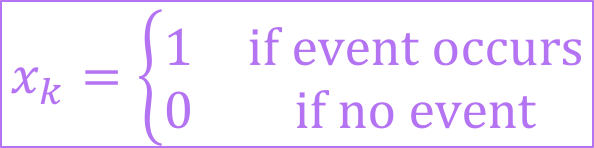 x_k = { 1 if event occurs
0 if no event